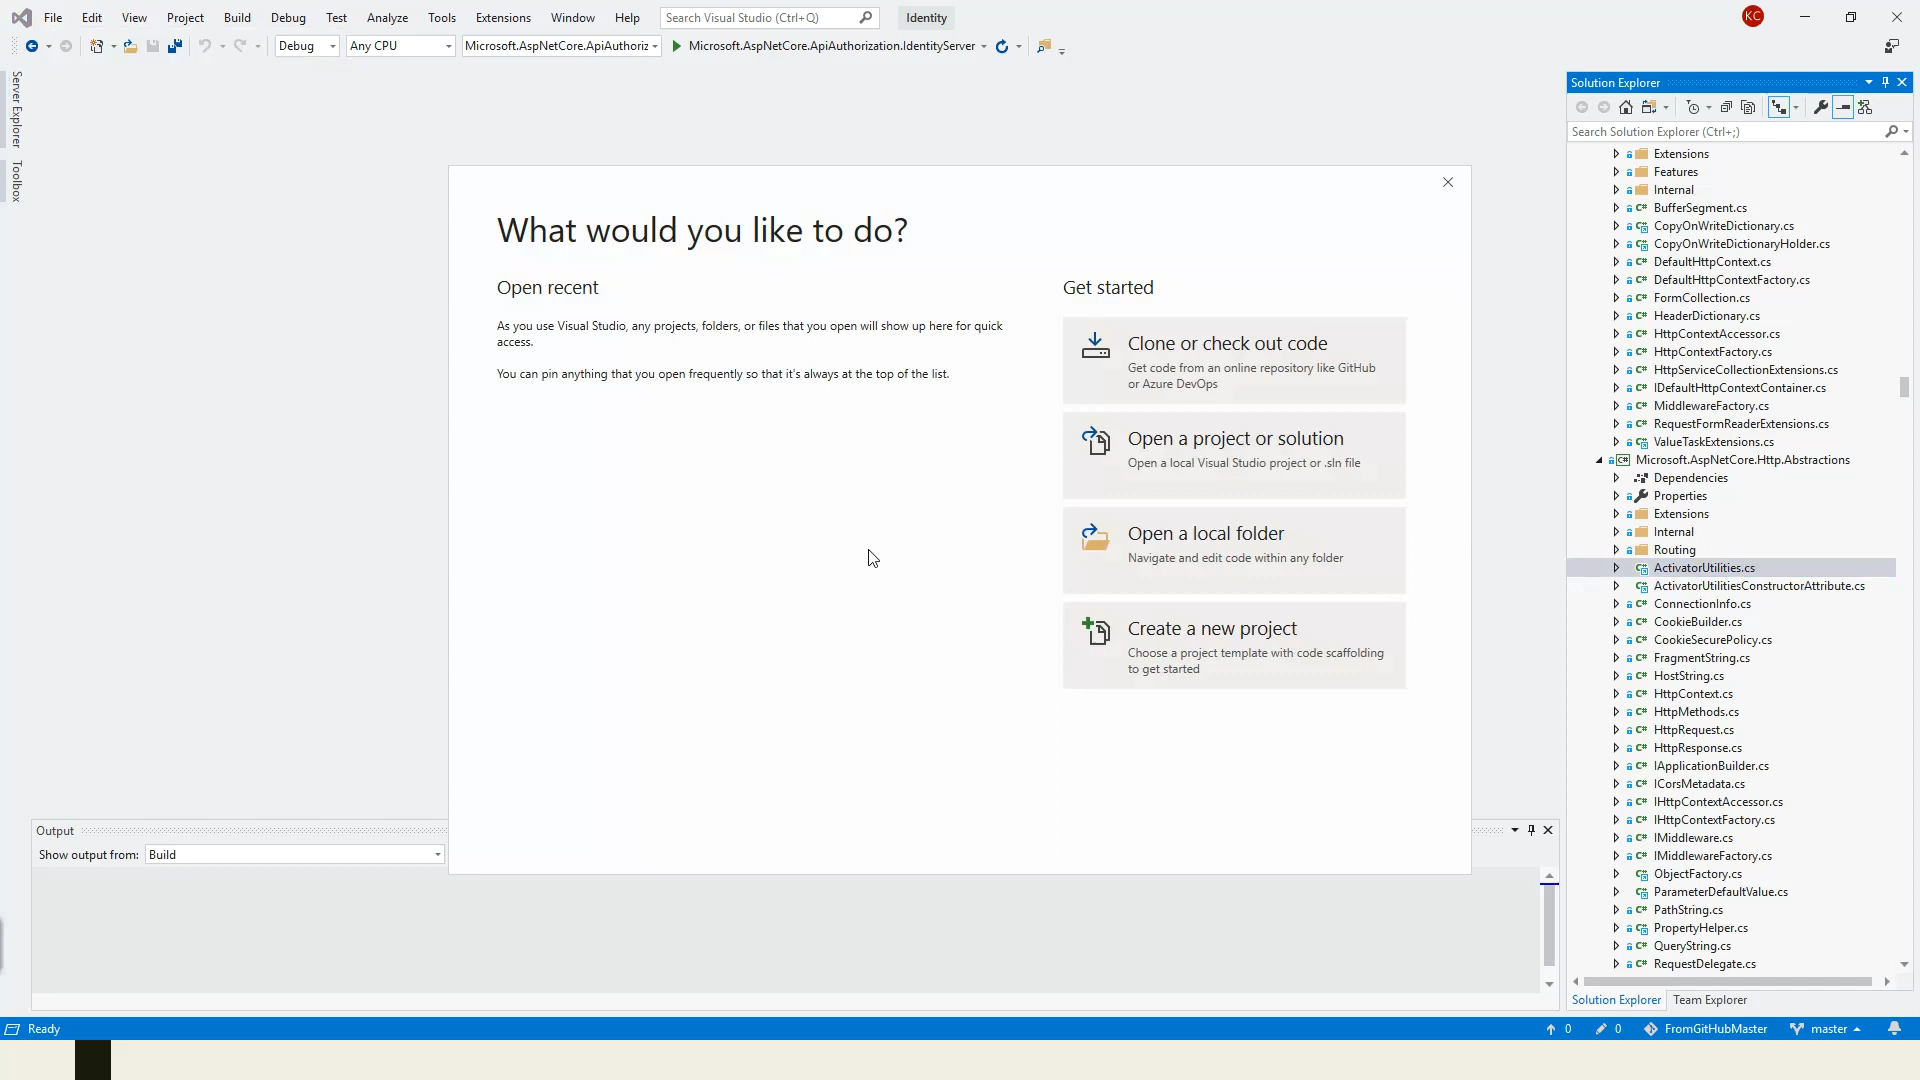 File Edit View Project Build Debug Test Analyze Tools Extensions Window Help Search Visual Studio (Ctrl+Q) Identity KC
Debug Any CPU Microsoft.AspNetCore.ApiAuthoriz Microsoft.AspNetCore.ApiAuthorization.IdentityServer
Server Explorer
Toolbox
What would you like to do?
Open recent
As you use Visual Studio, any projects, folders, or files that you open will show up here for quick
access.
You can pin anything that you open frequently so that it's always at the top of the list.
Get started
Clone or check out code
Get code from an online repository like GitHub
or Azure DevOps
Open a project or solution
Open a local Visual Studio project or .sln file
Open a local folder
Navigate and edit code within any folder
Create a new project
Choose a project template with code scaffolding
to get started
Output
Show output from: Build
Solution Explorer
Search Solution Explorer (Ctrl+;)
Extensions
Features
Internal
C# BufferSegment.cs
C# CopyOnWriteDictionary.cs
C# CopyOnWriteDictionaryHolder.cs
C# DefaultHttpContext.cs
C# DefaultHttpContextFactory.cs
C# FormCollection.cs
C# HeaderDictionary.cs
C# HttpContextAccessor.cs
C# HttpContextFactory.cs
C# HttpServiceCollectionExtensions.cs
C# IDefaultHttpContextContainer.cs
C# MiddlewareFactory.cs
C# RequestFormReaderExtensions.cs
C# ValueTaskExtensions.cs
C# Microsoft.AspNetCore.Http.Abstractions
Dependencies
Properties
Extensions
Internal
Routing
C# ActivatorUtilities.cs
C# ActivatorUtilitiesConstructorAttribute.cs
C# ConnectionInfo.cs
C# CookieBuilder.cs
C# CookieSecurePolicy.cs
C# FragmentString.cs
C# HostString.cs
C# HttpContext.cs
C# HttpMethods.cs
C# HttpRequest.cs
C# HttpResponse.cs
C# IApplicationBuilder.cs
C# ICorsMetadata.cs
C# IHttpContextAccessor.cs
C# IHttpContextFactory.cs
C# IMiddleware.cs
C# IMiddlewareFactory.cs
C# ObjectFactory.cs
C# ParameterDefaultValue.cs
C# PathString.cs
C# PropertyHelper.cs
C# QueryString.cs
C# RequestDelegate.cs
Solution Explorer Team Explorer
Ready 0 0 FromGitHubMaster master